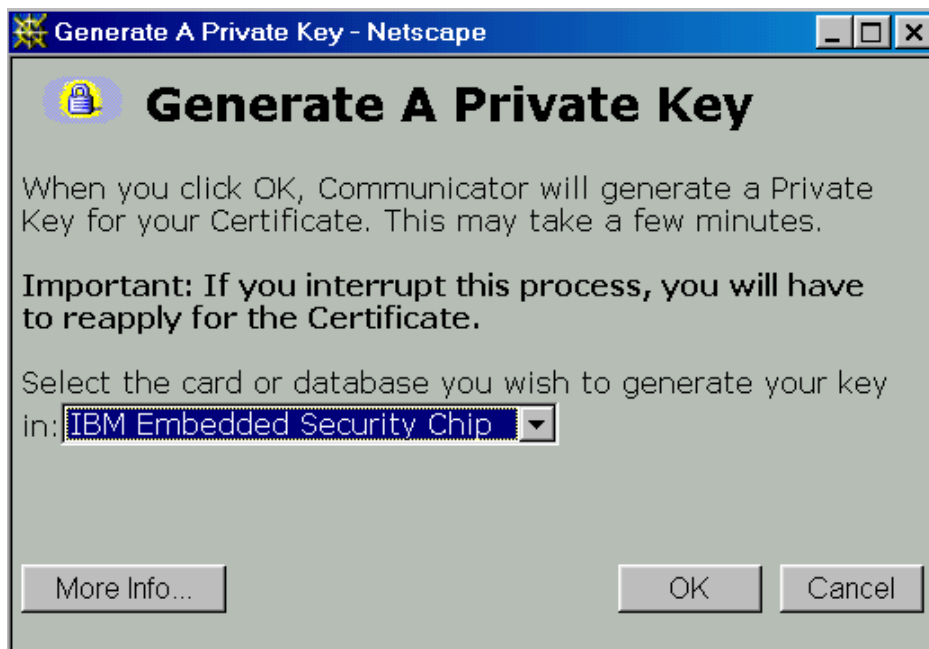 Generate A Private Key - Netscape
Generate A Private Key
When you click OK, Communicator will generate a Private
Key for your Certificate. This may take a few minutes.
Important: If you interrupt this process, you will have
to reapply for the Certificate.
Select the card or database you wish to generate your key
in: IBM Embedded Security Chip
More Info... OK Cancel